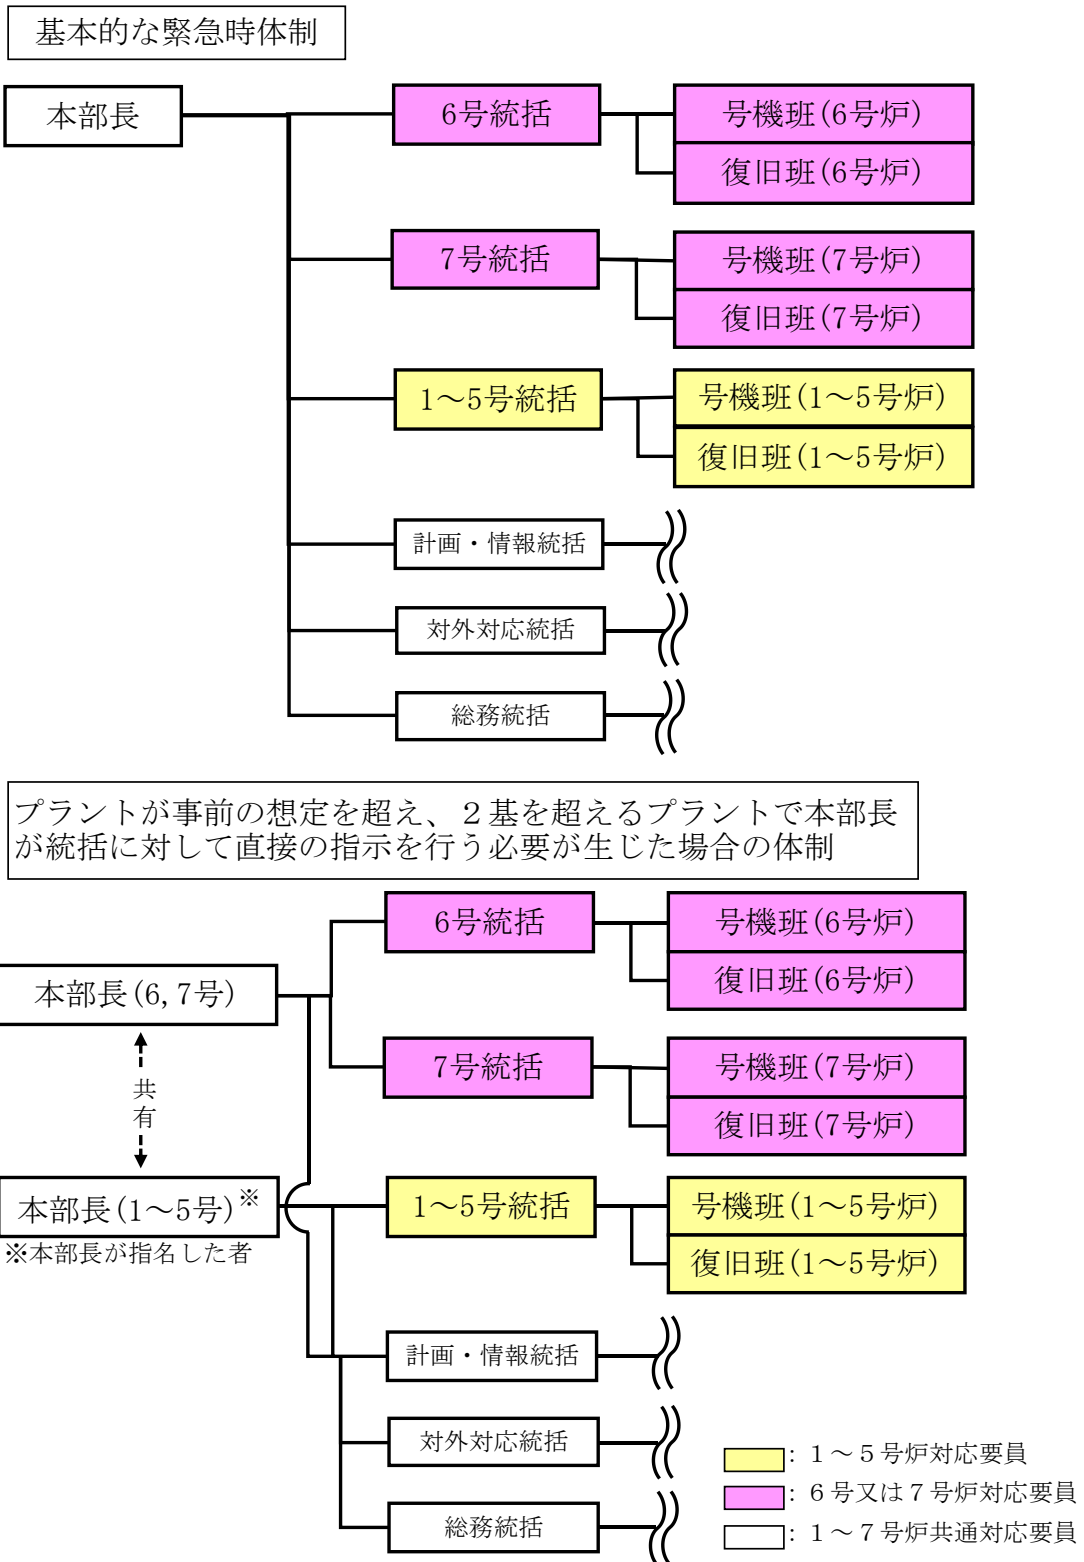 基本的な緊急時体制
本部長
6号統括
号機班(6号炉)
復旧班(6号炉)
7号統括
号機班(7号炉)
復旧班(7号炉)
1～5号統括
号機班(1～5号炉)
復旧班(1～5号炉)
計画・情報統括
対外対応統括
総務統括
プラントが事前の想定を超え、２基を超えるプラントで本部長
が統括に対して直接の指示を行う必要が生じた場合の体制
本部長(6,7号)
6号統括
号機班(6号炉)
復旧班(6号炉)
7号統括
号機班(7号炉)
復旧班(7号炉)
共有
本部長(1～5号)※
※本部長が指名した者
1～5号統括
号機班(1～5号炉)
復旧班(1～5号炉)
計画・情報統括
対外対応統括
総務統括
：１～５号炉対応要員
：６号又は７号炉対応要員
：１～７号炉共通対応要員